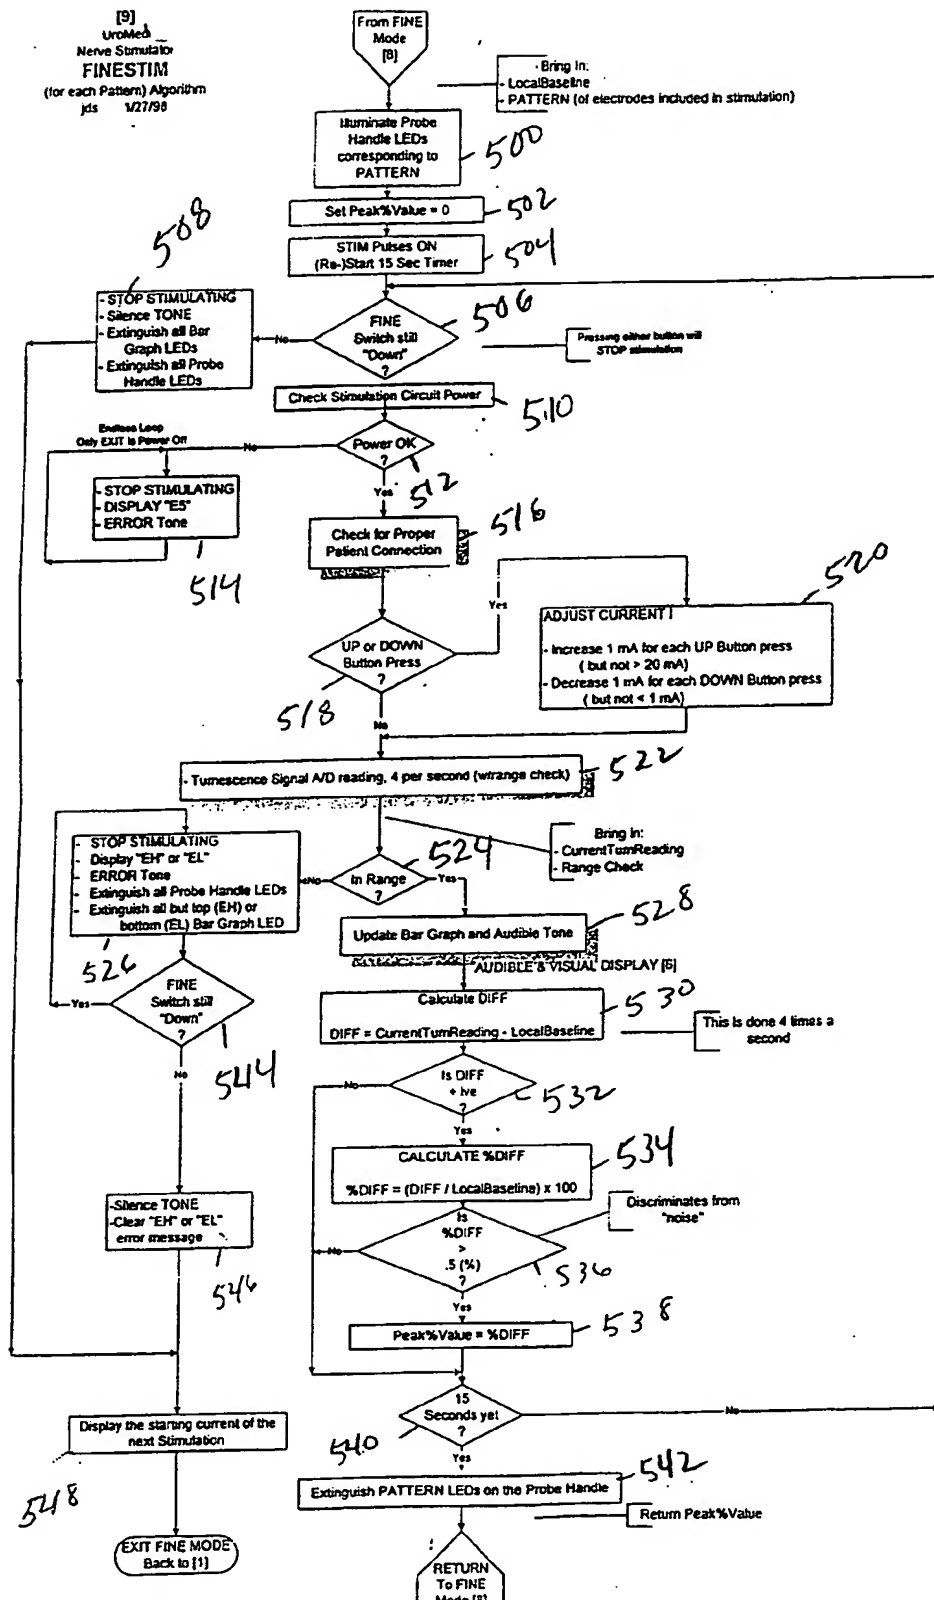 [9]
UroMed
Nerve Stimulator
FINESTIM
(for each Pattern) Algorithm
jds 1/27/98
From FINE
Mode
[8]
Bring In:
- LocalBaseline
- PATTERN (of electrodes included in stimulation)
Illuminate Probe
Handle LEDs
corresponding to
PATTERN
500
Set Peak%Value = 0
502
STIM Pulses ON
(Re-)Start 15 Sec Timer
504
508
- STOP STIMULATING
- Silence TONE
- Extinguish all Bar
Graph LEDs
- Extinguish all Probe
Handle LEDs
No
FINE
Switch still
"Down"
?
506
Pressing either button will
STOP stimulation
Check Stimulation Circuit Power
510
Endless Loop
Only EXIT is Power Off
No
Power OK
?
512
Yes
- STOP STIMULATING
- DISPLAY "E5"
- ERROR Tone
514
Check for Proper
Patient Connection
516
Yes
520
UP or DOWN
Button Press
?
518
No
ADJUST CURRENT I
- Increase 1 mA for each UP Button press
( but not > 20 mA)
- Decrease 1 mA for each DOWN Button press
( but not < 1 mA)
- Tumescence Signal A/D reading, 4 per second (w/range check)
522
- STOP STIMULATING
- Display "EH" or "EL"
- ERROR Tone
- Extinguish all Probe Handle LEDs
- Extinguish all but top (EH) or
bottom (EL) Bar Graph LED
526
No
In Range
?
524
Yes
Bring In:
- CurrentTumReading
- Range Check
Update Bar Graph and Audible Tone
528
AUDIBLE & VISUAL DISPLAY [6]
Yes
FINE
Switch still
"Down"
?
544
No
Calculate DIFF
DIFF = CurrentTumReading - LocalBaseline
530
This is done 4 times a
second
No
Is DIFF
+ ive
?
532
Yes
CALCULATE %DIFF
%DIFF = (DIFF / LocalBaseline) x 100
534
-Silence TONE
-Clear "EH" or "EL"
error message
546
No
Is
%DIFF
>
.5 (%)
?
536
Discriminates from
"noise"
Yes
Peak%Value = %DIFF
538
15
Seconds yet
?
540
No
Yes
Display the starting current of the
next Stimulation
548
Extinguish PATTERN LEDs on the Probe Handle
542
Return Peak%Value
EXIT FINE MODE
Back to [1]
RETURN
To FINE
Mode [8]